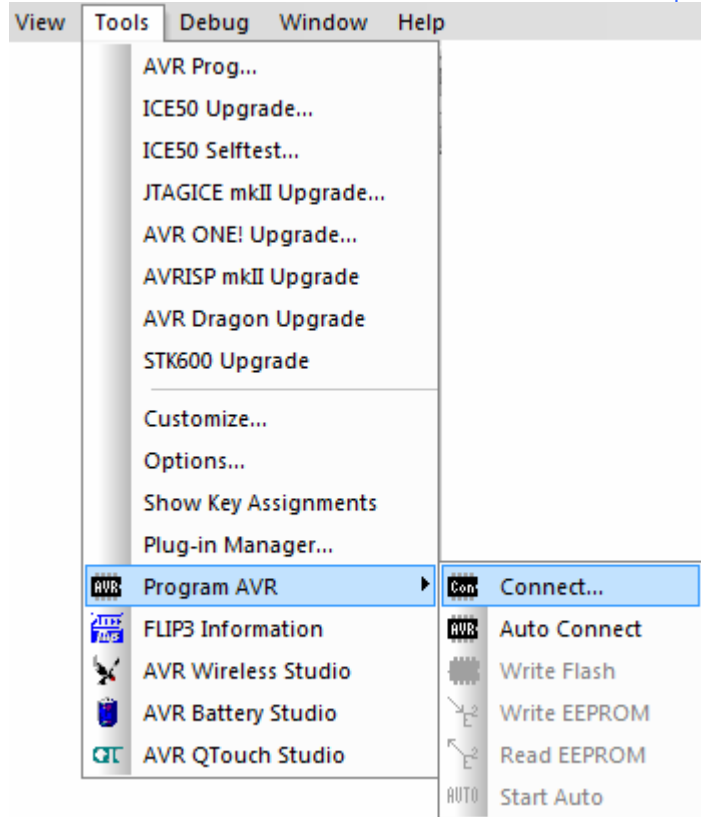 View Tools Debug Window Help
AVR Prog...
ICE50 Upgrade...
ICE50 Selftest...
JTAGICE mkII Upgrade...
AVR ONE! Upgrade...
AVRISP mkII Upgrade
AVR Dragon Upgrade
STK600 Upgrade
Customize...
Options...
Show Key Assignments
Plug-in Manager...
AVR Program AVR
FLIP3 Information
AVR Wireless Studio
AVR Battery Studio
QT AVR QTouch Studio
Con Connect...
AVR Auto Connect
Write Flash
E2 Write EEPROM
E2 Read EEPROM
AUTO Start Auto